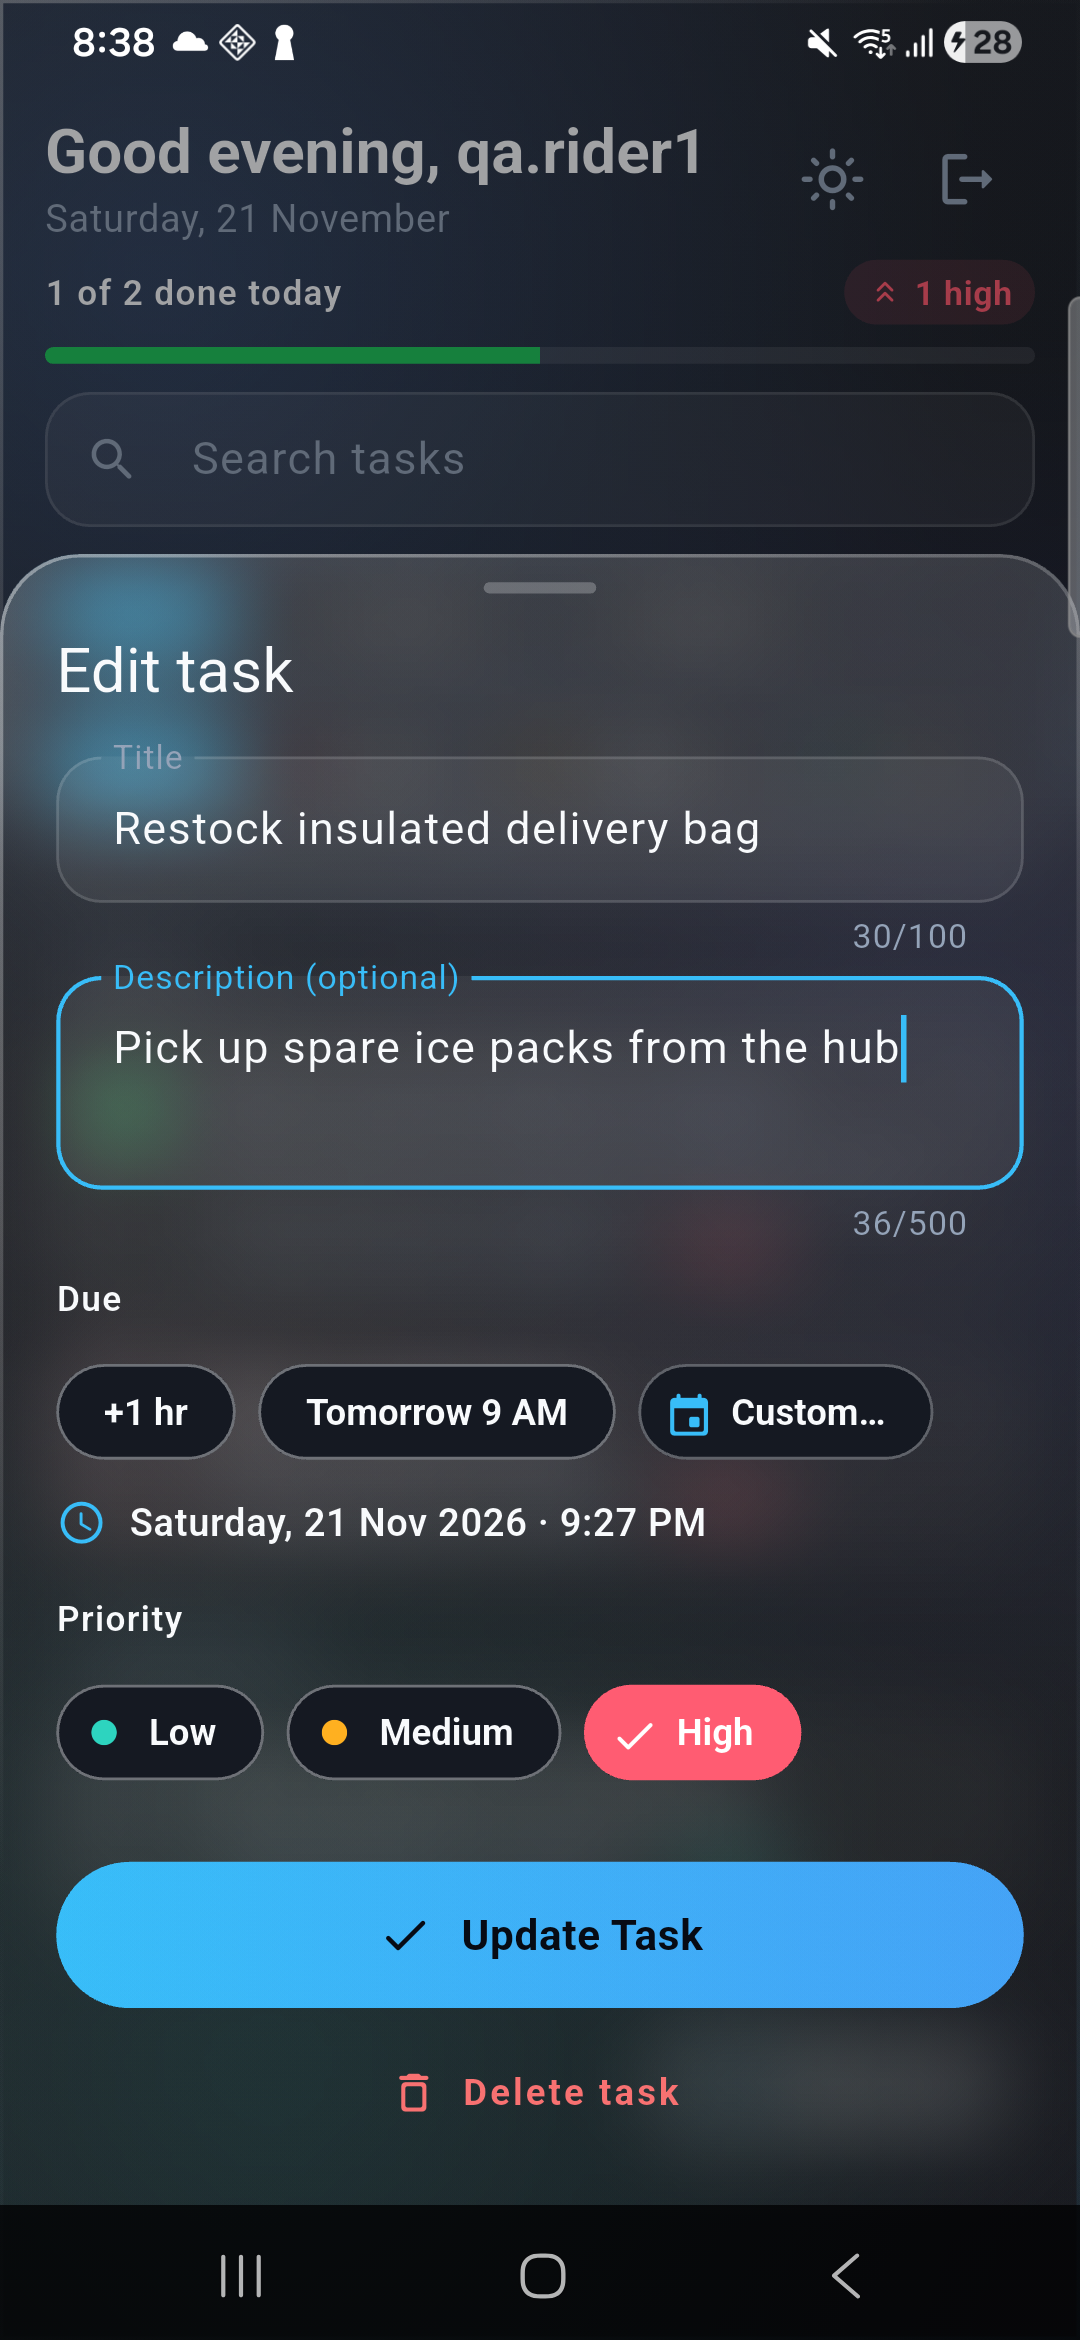 8:38
5
28
Good evening, qa.rider1
Saturday, 21 November
1 of 2 done today
1 high
Search tasks
Edit task
Title
Restock insulated delivery bag
30/100
Description (optional)
Pick up spare ice packs from the hub
36/500
Due
+1 hr
Tomorrow 9 AM
Custom...
Saturday, 21 Nov 2026 · 9:27 PM
Priority
Low
Medium
High
Update Task
Delete task